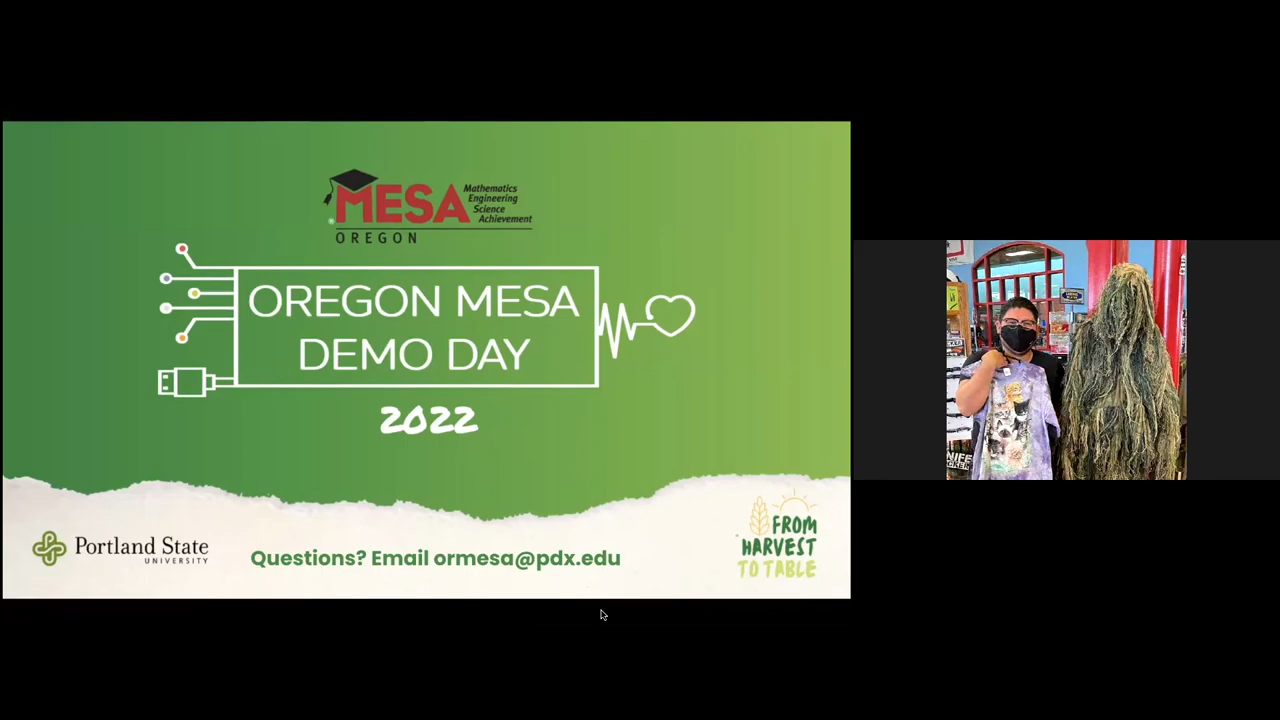 MESA
Mathematics
Engineering
Science
Achievement
OREGON
OREGON MESA
DEMO DAY
2022
Portland State
UNIVERSITY
Questions? Email ormesa@pdx.edu
FROM
HARVEST
TO TABLE